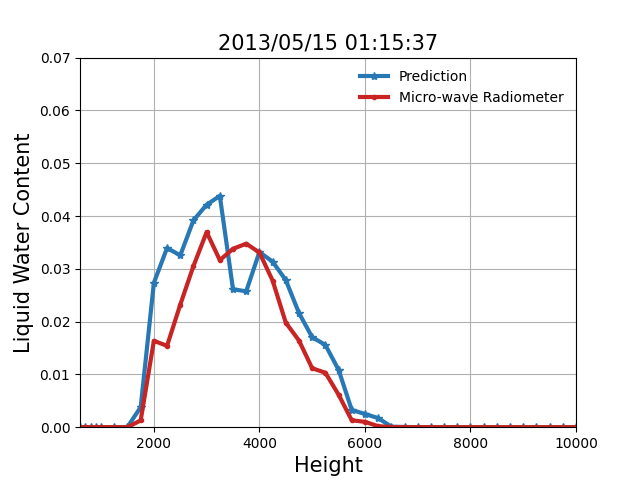 2013/05/15 01:15:37
0.07
0.06
0.05
0.04
0.03
0.02
0.01
0.00
Liquid Water Content
Prediction
Micro-wave Radiometer
2000 4000 6000 8000 10000
Height